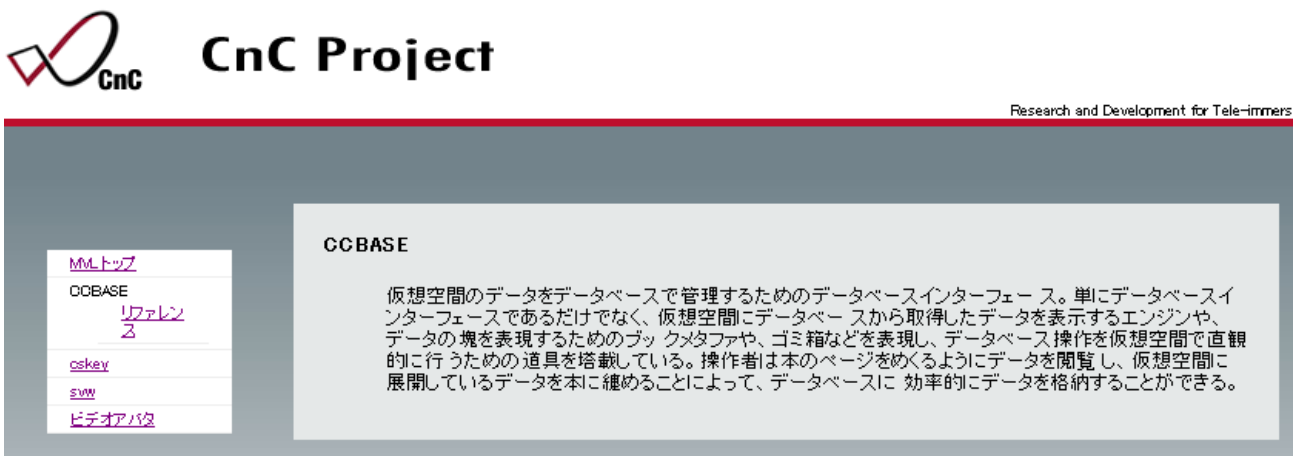 CnC
CnC Project
Research and Development for Tele-immers
MVLトップ
CCBASE
リファレン
ス
cskey
svw
ビデオアバタ
CCBASE
仮想空間のデータをデータベースで管理するためのデータベースインターフェー ス。単にデータベースイ
ンターフェースであるだけでなく、仮想空間にデータベー スから取得したデータを表示するエンジンや、
データの塊を表現するためのブッ クメタファや、ゴミ箱などを表現し、データベース操作を仮想空間で直観
的に行 うための道具を塔載している。操作者は本のページをめくるようにデータを閲覧 し、仮想空間に
展開しているデータを本に纏めることによって、データベースに 効率的にデータを格納することができる。